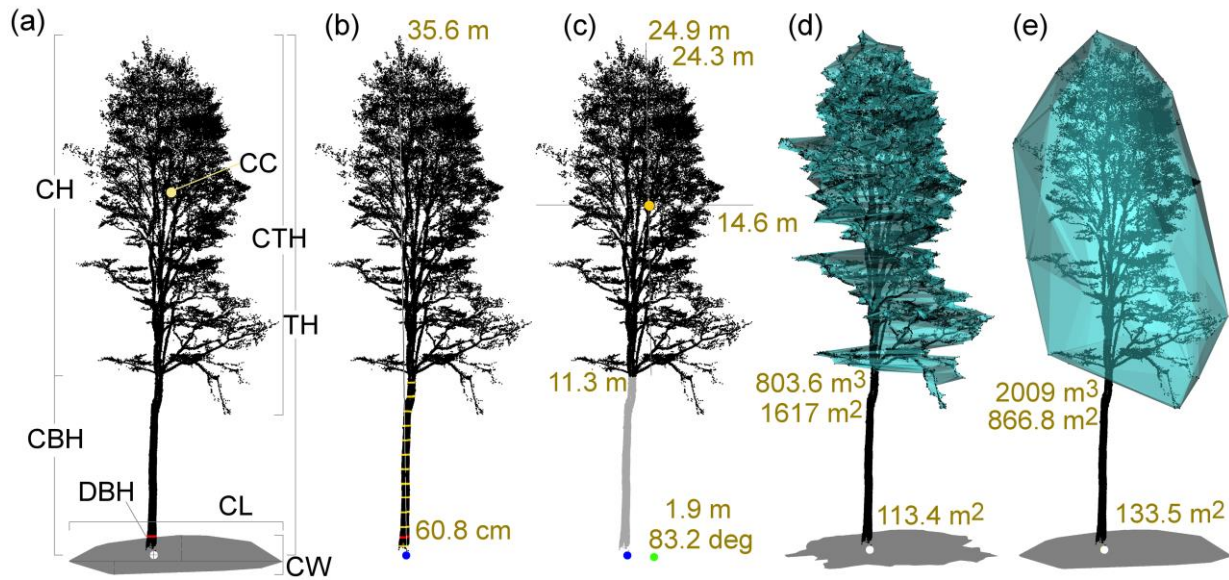 (a)
CH
CC
CTH
TH
CBH
DBH
CL
CW
(b)
35.6 m
60.8 cm
(c)
24.9 m
24.3 m
14.6 m
11.3 m
1.9 m
83.2 deg
(d)
803.6 m³
1617 m²
113.4 m²
(e)
2009 m³
866.8 m²
133.5 m²